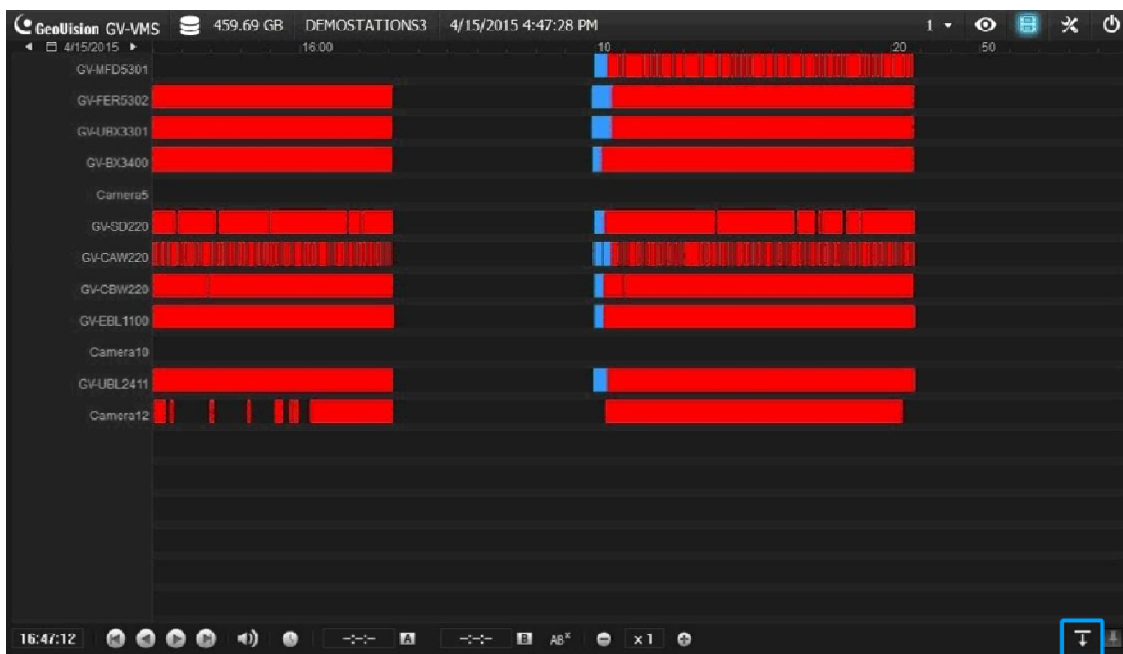 GeoVision GV-VMS 459.69 GB DEMOSTATIONS3 4/15/2015 4:47:28 PM 1
4/15/2015 16:00 10 20 50
GV-MFD5301
GV-FER5302
GV-UBX3301
GV-BX3400
Camera5
GV-SD220
GV-CAW220
GV-CBW220
GV-EBL1100
Camera10
GV-UBL2411
Camera12
16:47:12 --:--:-- A --:--:-- B AB x x 1